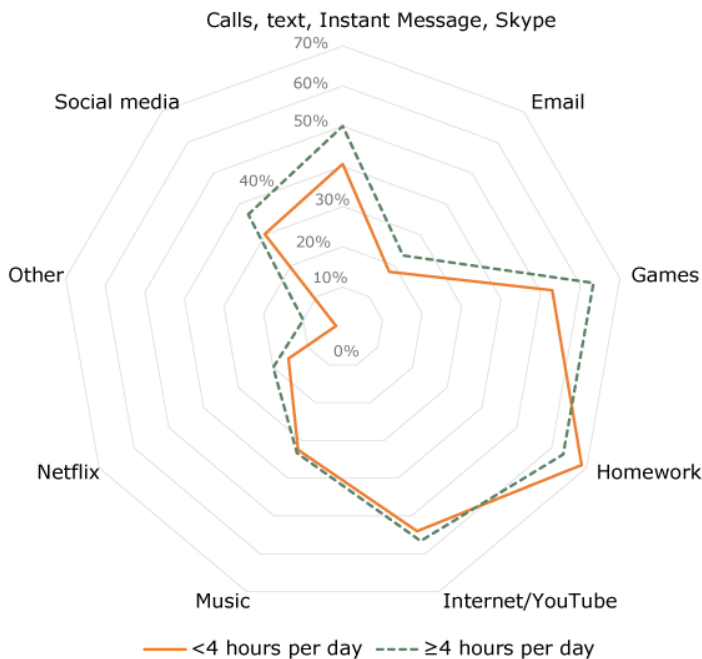 Calls, text, Instant Message, Skype
70%
60%
Social media
Email
50%
40%
30%
20%
Other
Games
10%
0%
Netflix
Homework
Music
Internet/YouTube
<4 hours per day
≥4 hours per day